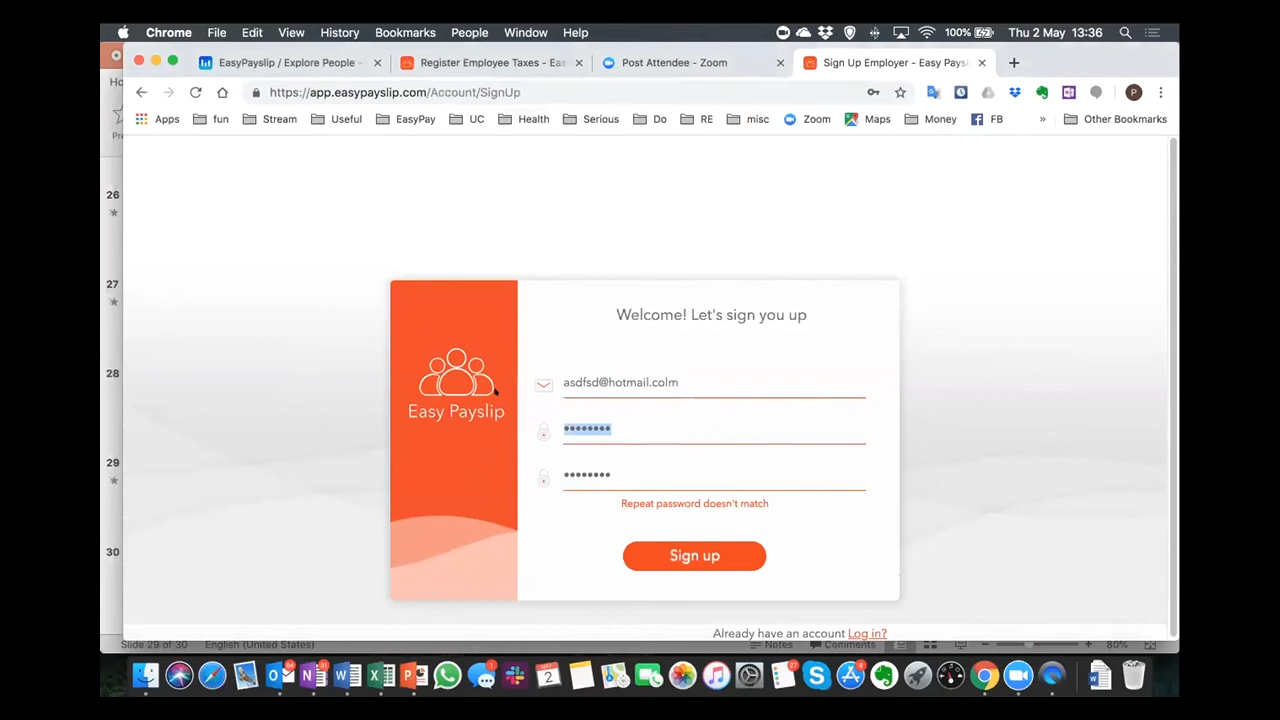 Chrome File Edit View History Bookmarks People Window Help 100% Thu 2 May 13:36
EasyPayslip / Explore People - Register Employee Taxes - Eas Post Attendee - Zoom Sign Up Employer - Easy Paysl
https://app.easypayslip.com/Account/SignUp P
Apps fun Stream Useful EasyPay UC Health Serious Do RE misc Zoom Maps Money FB » Other Bookmarks
26
27
28
29
30
Welcome! Let's sign you up
asdfsd@hotmail.colm
Easy Payslip
••••••••
••••••••
Repeat password doesn't match
Sign up
Already have an account Log in?
Slide 29 of 30 English (United States) Notes Comments 80%